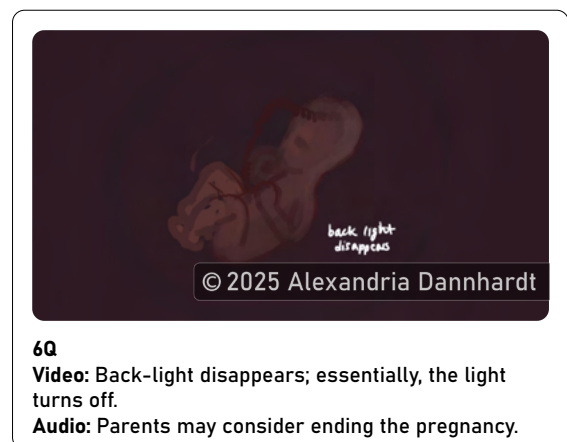 back light
disappears
© 2025 Alexandria Dannhardt
6Q
Video: Back-light disappears; essentially, the light
turns off.
Audio: Parents may consider ending the pregnancy.